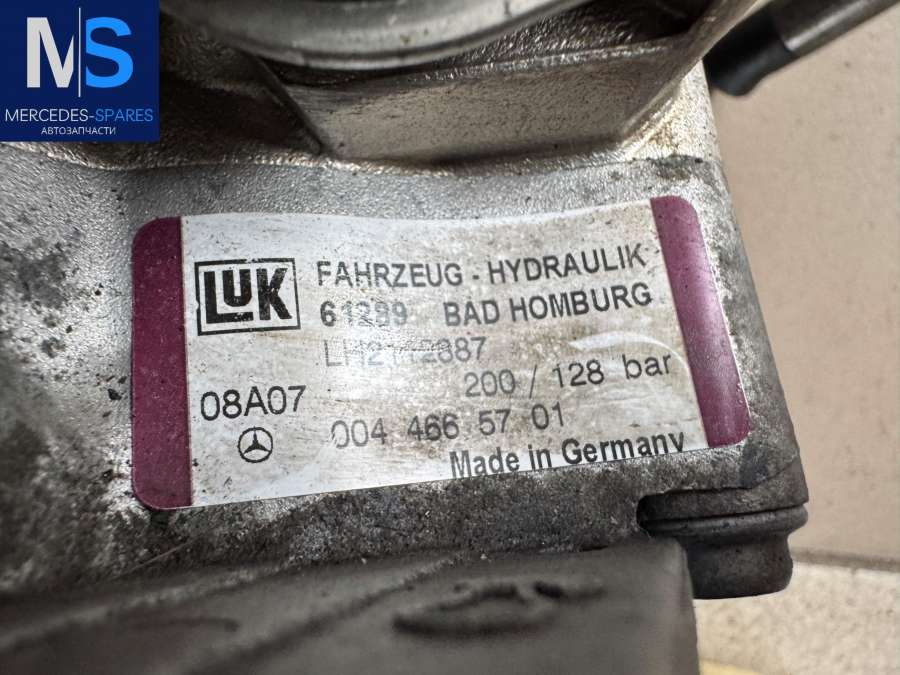 MS
MERCEDES-SPARES
АВТОЗАПЧАСТИ
LUK
FAHRZEUG - HYDRAULIK
BAD HOMBURG
200 / 128 bar
08A07
004 466 57 01
Made in Germany